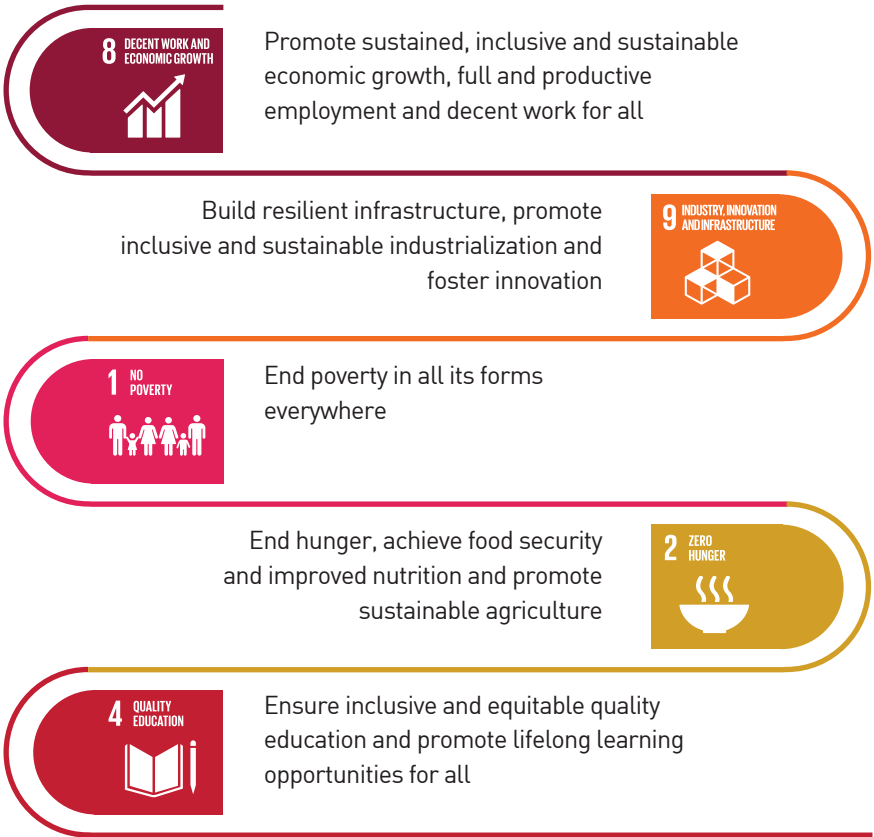 8 DECENT WORK AND
ECONOMIC GROWTH
Promote sustained, inclusive and sustainable
economic growth, full and productive
employment and decent work for all
Build resilient infrastructure, promote
inclusive and sustainable industrialization and
foster innovation
9 INDUSTRY, INNOVATION
AND INFRASTRUCTURE
1 NO
POVERTY
End poverty in all its forms
everywhere
End hunger, achieve food security
and improved nutrition and promote
sustainable agriculture
2 ZERO
HUNGER
4 QUALITY
EDUCATION
Ensure inclusive and equitable quality
education and promote lifelong learning
opportunities for all